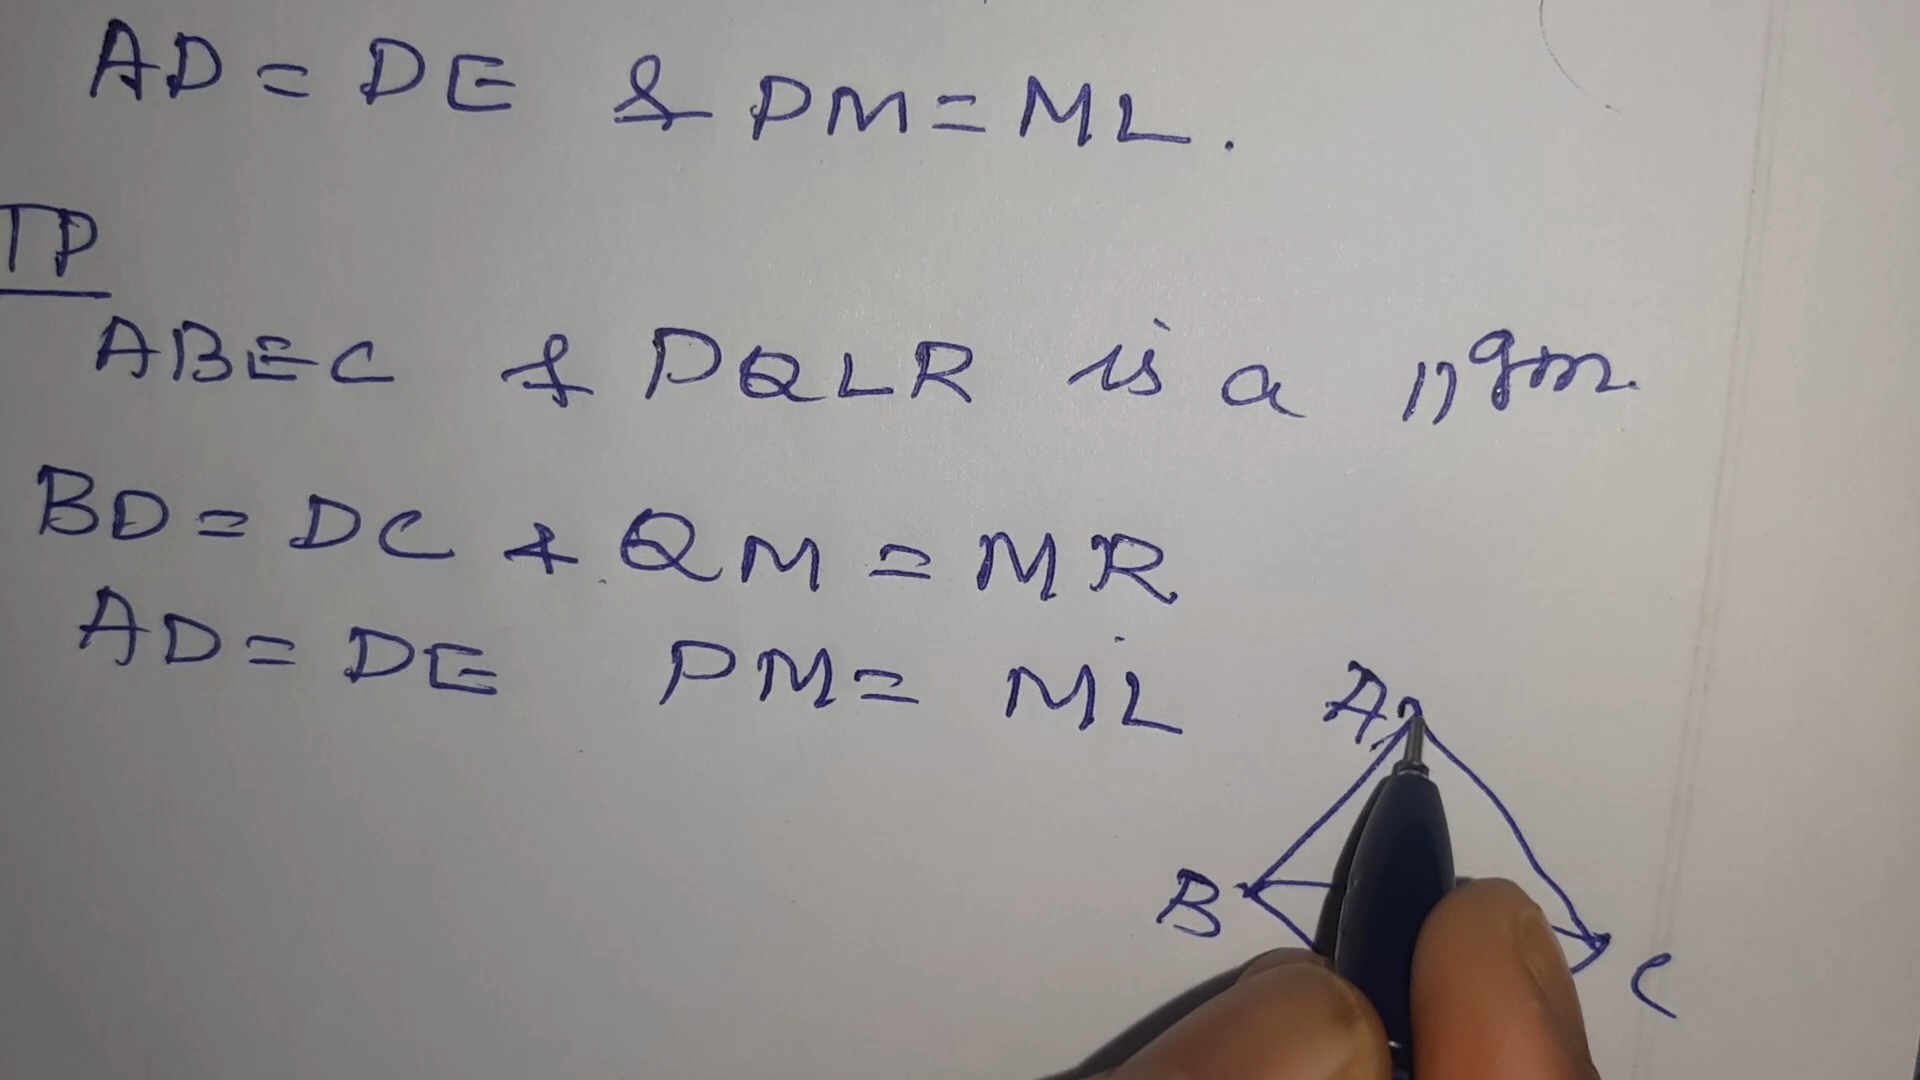 AD = DE & PM = ML.
TP
ABEC & PQLR is a ||gm
BD = DC & QM = MR
AD = DE PM = ML
A
B
C